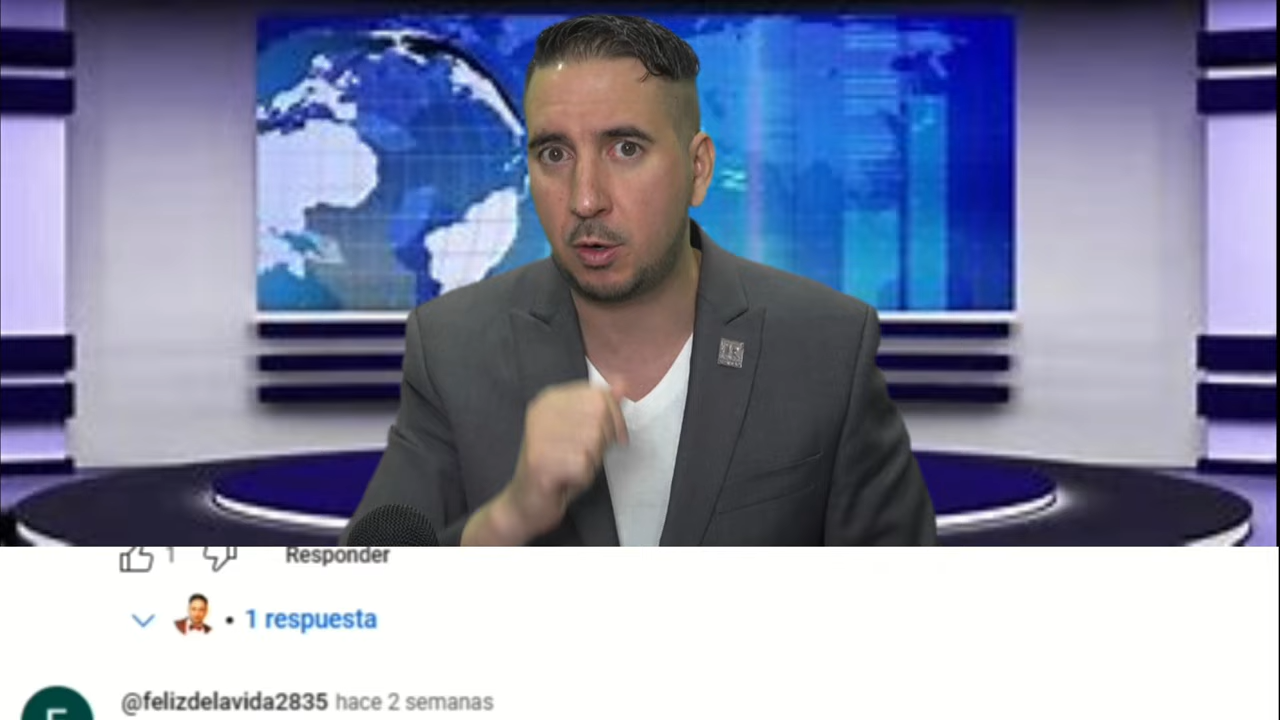 1 Responder
• 1 respuesta
@felizdelavida2835 hace 2 semanas